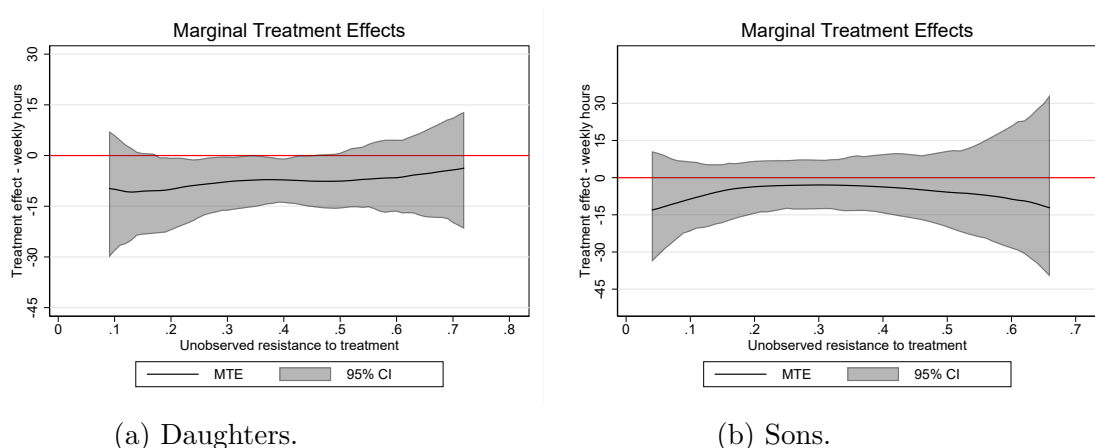 Marginal Treatment Effects
Treatment effect - weekly hours
30
15
0
-15
-30
-45
0 .1 .2 .3 .4 .5 .6 .7 .8
Unobserved resistance to treatment
MTE 95% CI
(a) Daughters.
Marginal Treatment Effects
Treatment effect - weekly hours
30
15
0
-15
-30
-45
0 .1 .2 .3 .4 .5 .6 .7
Unobserved resistance to treatment
MTE 95% CI
(b) Sons.